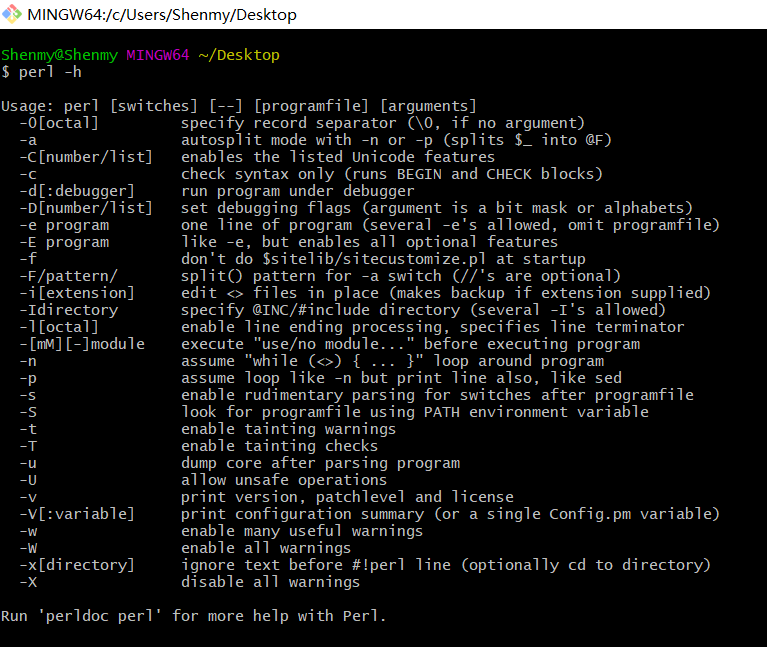 MINGW64:/c/Users/Shenmy/Desktop
Shenmy@Shenmy MINGW64 ~/Desktop
$ perl -h
Usage: perl [switches] [--] [programfile] [arguments]
  -0[octal]         specify record separator (\0, if no argument)
  -a                autosplit mode with -n or -p (splits $_ into @F)
  -C[number/list]   enables the listed Unicode features
  -c                check syntax only (runs BEGIN and CHECK blocks)
  -d[:debugger]     run program under debugger
  -D[number/list]   set debugging flags (argument is a bit mask or alphabets)
  -e program        one line of program (several -e's allowed, omit programfile)
  -E program        like -e, but enables all optional features
  -f                don't do $sitelib/sitecustomize.pl at startup
  -F/pattern/       split() pattern for -a switch (//'s are optional)
  -i[extension]     edit <> files in place (makes backup if extension supplied)
  -Idirectory       specify @INC/#include directory (several -I's allowed)
  -l[octal]         enable line ending processing, specifies line terminator
  -[mM][-]module    execute "use/no module..." before executing program
  -n                assume "while (<>) { ... }" loop around program
  -p                assume loop like -n but print line also, like sed
  -s                enable rudimentary parsing for switches after programfile
  -S                look for programfile using PATH environment variable
  -t                enable tainting warnings
  -T                enable tainting checks
  -u                dump core after parsing program
  -U                allow unsafe operations
  -v                print version, patchlevel and license
  -V[:variable]     print configuration summary (or a single Config.pm variable)
  -w                enable many useful warnings
  -W                enable all warnings
  -x[directory]     ignore text before #!perl line (optionally cd to directory)
  -X                disable all warnings
Run 'perldoc perl' for more help with Perl.